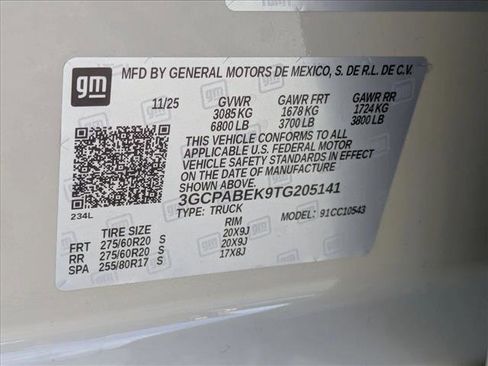 gm
MFD BY GENERAL MOTORS DE MEXICO, S. DE R.L. DE C.V.
11/25 GVWR GAWR FRT GAWR RR
3085 KG 1678 KG 1724 KG
6800 LB 3700 LB 3800 LB
THIS VEHICLE CONFORMS TO ALL
APPLICABLE U.S. FEDERAL MOTOR
VEHICLE SAFETY STANDARDS IN EFFECT
ON THE DATE OF MANUFACTURE
SHOWN ABOVE.
3GCPABEK9TG205141
234L TYPE: TRUCK MODEL: 91CC10543
TIRE SIZE RIM
FRT 275/60R20 S 20X9J
RR 275/60R20 S 20X9J
SPA 255/80R17 S 17X8J